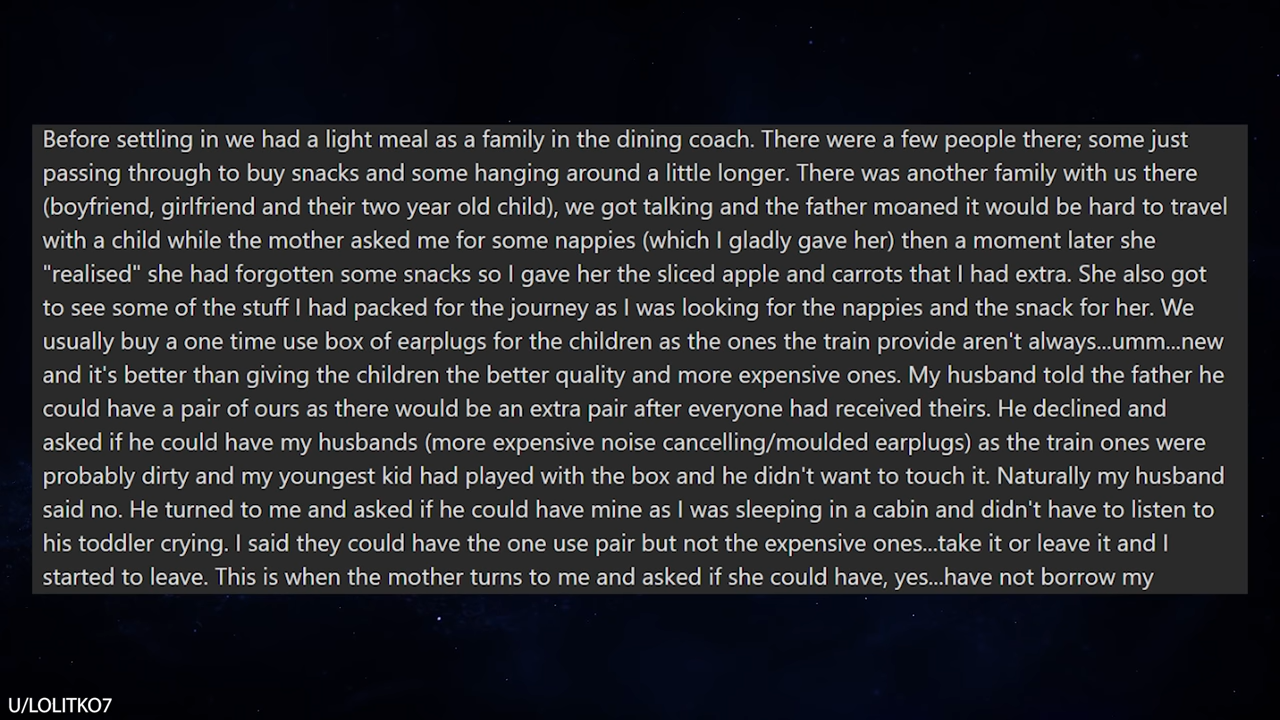 Before settling in we had a light meal as a family in the dining coach. There were a few people there; some just
passing through to buy snacks and some hanging around a little longer. There was another family with us there
(boyfriend, girlfriend and their two year old child), we got talking and the father moaned it would be hard to travel
with a child while the mother asked me for some nappies (which I gladly gave her) then a moment later she
"realised" she had forgotten some snacks so I gave her the sliced apple and carrots that I had extra. She also got
to see some of the stuff I had packed for the journey as I was looking for the nappies and the snack for her. We
usually buy a one time use box of earplugs for the children as the ones the train provide aren't always...umm...new
and it's better than giving the children the better quality and more expensive ones. My husband told the father he
could have a pair of ours as there would be an extra pair after everyone had received theirs. He declined and
asked if he could have my husbands (more expensive noise cancelling/moulded earplugs) as the train ones were
probably dirty and my youngest kid had played with the box and he didn't want to touch it. Naturally my husband
said no. He turned to me and asked if he could have mine as I was sleeping in a cabin and didn't have to listen to
his toddler crying. I said they could have the one use pair but not the expensive ones...take it or leave it and I
started to leave. This is when the mother turns to me and asked if she could have, yes...have not borrow my
U/LOLITKO7